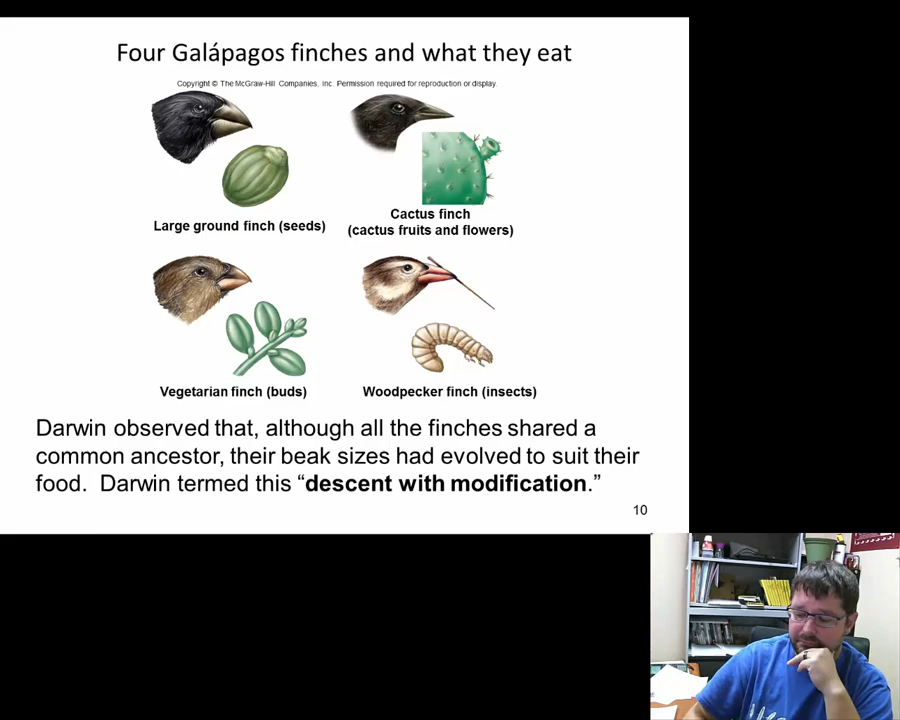 Four Galápagos finches and what they eat
Copyright © The McGraw-Hill Companies, Inc. Permission required for reproduction or display.
Large ground finch (seeds)
Cactus finch
(cactus fruits and flowers)
Vegetarian finch (buds)
Woodpecker finch (insects)
Darwin observed that, although all the finches shared a
common ancestor, their beak sizes had evolved to suit their
food.  Darwin termed this “descent with modification.”
10